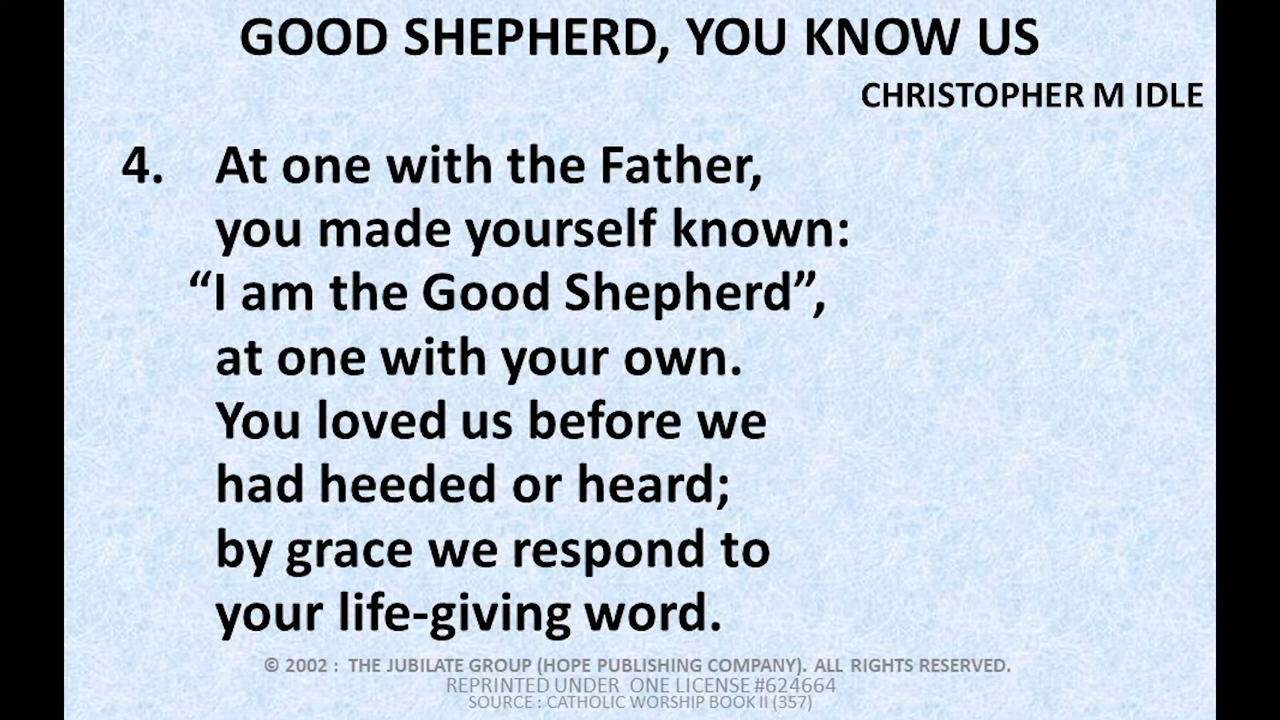 GOOD SHEPHERD, YOU KNOW US
CHRISTOPHER M IDLE
4. At one with the Father,
you made yourself known:
“I am the Good Shepherd”,
at one with your own.
You loved us before we
had heeded or heard;
by grace we respond to
your life-giving word.
© 2002 : THE JUBILATE GROUP (HOPE PUBLISHING COMPANY). ALL RIGHTS RESERVED.
REPRINTED UNDER ONE LICENSE #624664
SOURCE : CATHOLIC WORSHIP BOOK II (357)